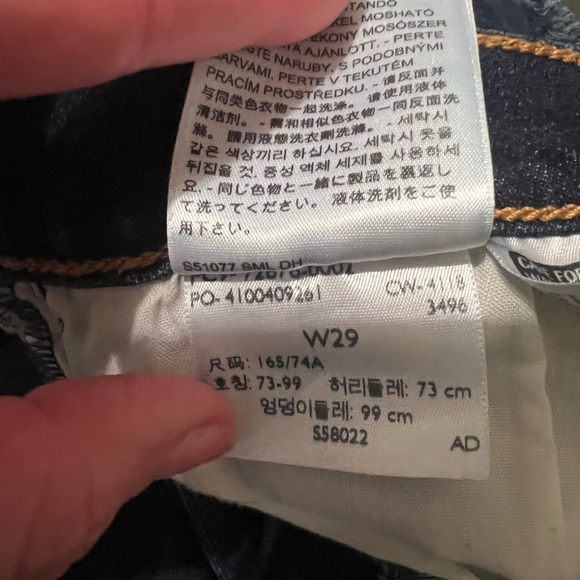 OTANDO
KEL MOSHATÓ
ÉKONY MOSÓSZER
TA AJÁNLOTT. - PERTE
STE NARUBY, S PODOBNÝMI
ARVAMI. PERTE V TEKUTÉM
PRACÍM PROSTŘEDKU. - 请反面并
与同类色衣物一起洗涤。请使用液体
清洁剂。- 需和相似色衣物一同反面洗
滌。請用液態洗衣劑洗滌。- 세탁시
같은 색상끼리 하십시요. 세탁시 옷을
뒤집을 것. 중성 액체 세제를 사용하세
요. - 同じ色物と一緒に製品を裏返し
て洗ってください。液体洗剤をご使
用下さい。
S51077 SML DH
PO- 4100409261 CW- 4118
3496
W29
尺码: 165/74A
호칭: 73-99 허리둘레: 73 cm
엉덩이둘레: 99 cm
S58022
AD